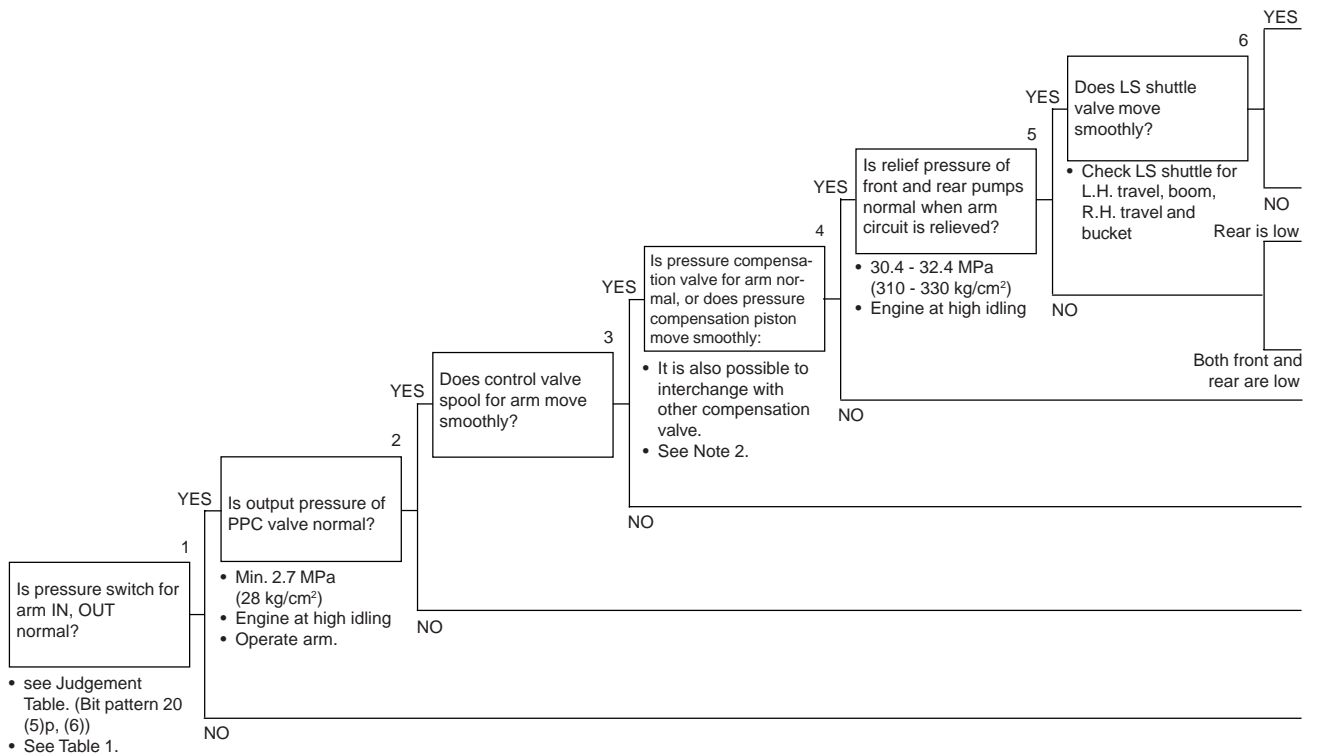 1
Is pressure switch for
arm IN, OUT
normal?
• see Judgement
Table. (Bit pattern 20
(5)p, (6))
• See Table 1.
YES
NO
2
Is output pressure of
PPC valve normal?
• Min. 2.7 MPa
(28 kg/cm²)
• Engine at high idling
• Operate arm.
YES
NO
3
Does control valve
spool for arm move
smoothly?
YES
NO
4
Is pressure compensa-
tion valve for arm nor-
mal, or does pressure
compensation piston
move smoothly:
• It is also possible to
interchange with
other compensation
valve.
• See Note 2.
YES
NO
5
Is relief pressure of
front and rear pumps
normal when arm
circuit is relieved?
• 30.4 - 32.4 MPa
(310 - 330 kg/cm²)
• Engine at high idling
YES
NO
6
Does LS shuttle
valve move
smoothly?
• Check LS shuttle for
L.H. travel, boom,
R.H. travel and
bucket
YES
NO
Rear is low
Both front and
rear are low